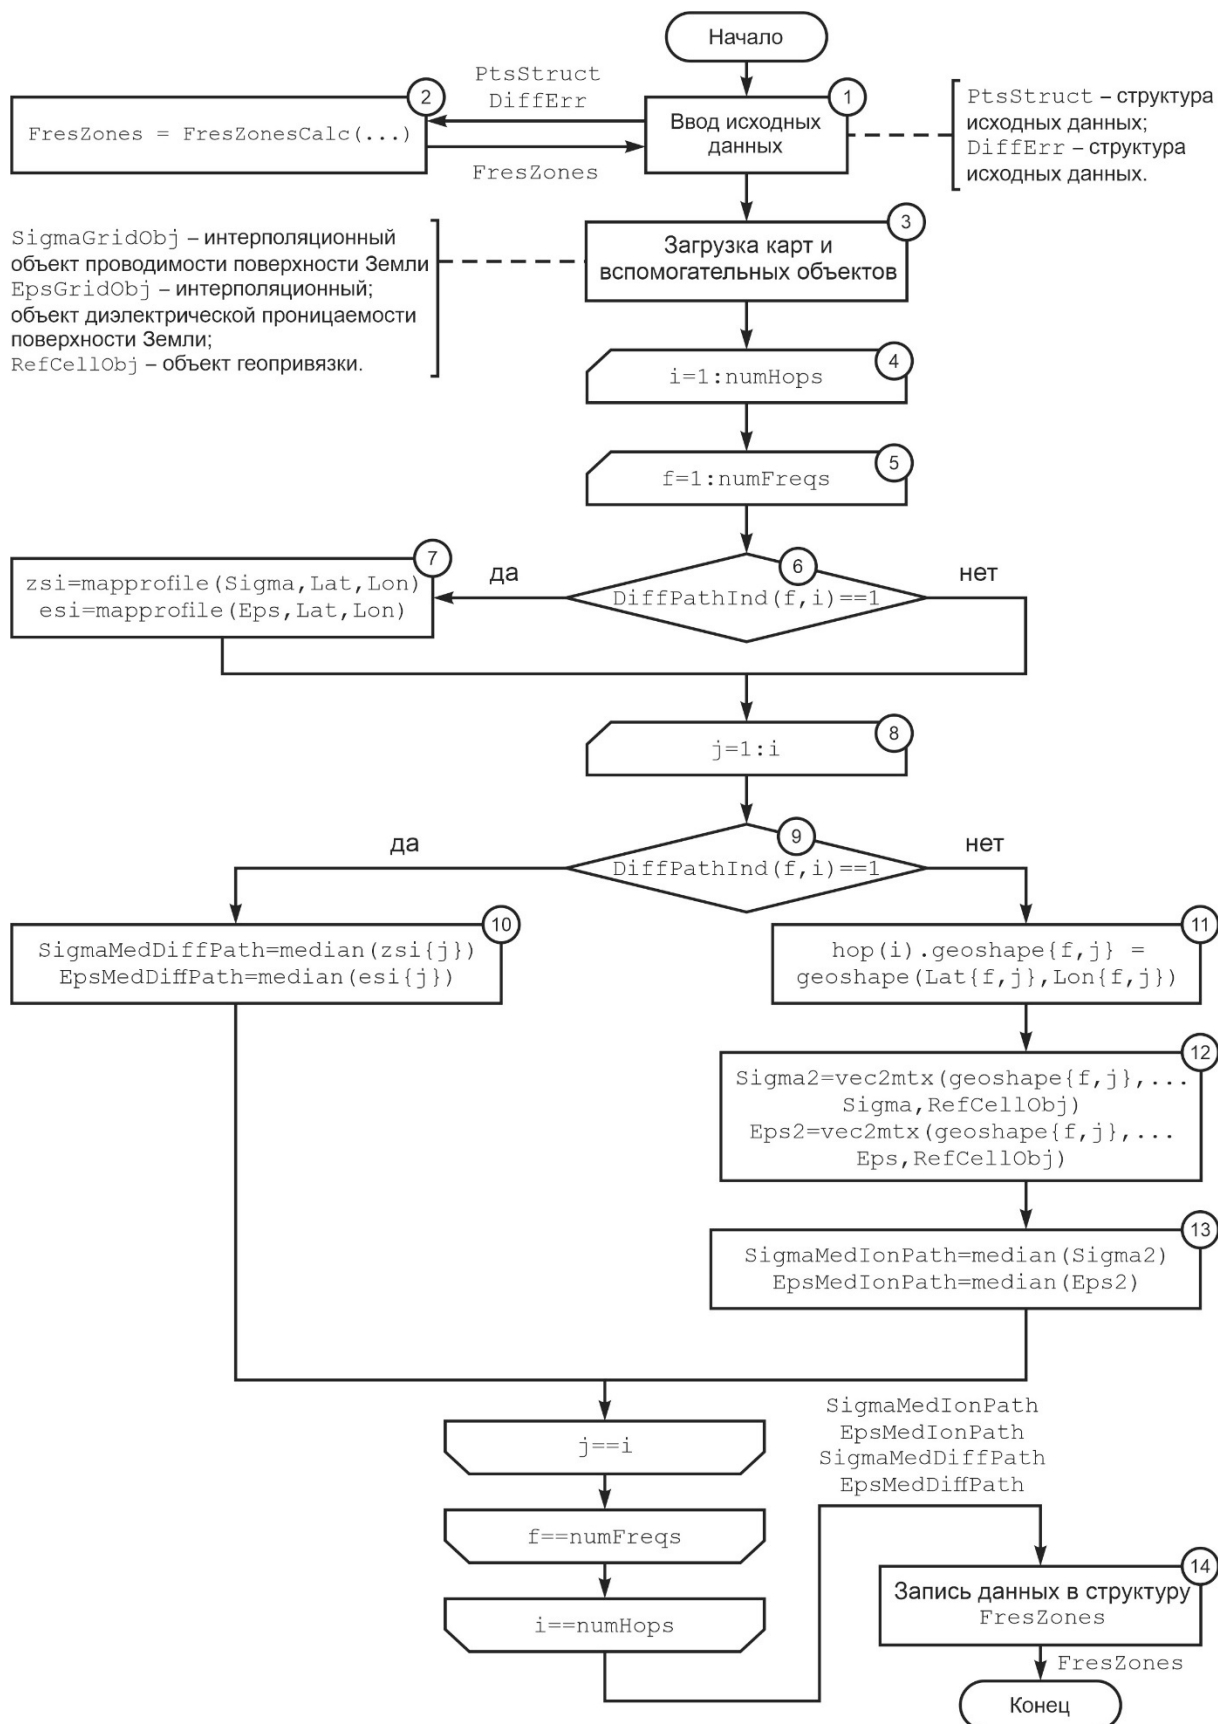 Начало
PtsStruct
DiffErr
2
FresZones = FresZonesCalc(...)
FresZones
1
Ввод исходных
данных
PtsStruct – структура
исходных данных;
DiffErr – структура
исходных данных.
SigmaGridObj – интерполяционный
объект проводимости поверхности Земли
EpsGridObj – интерполяционный;
объект диэлектрической проницаемости
поверхности Земли;
RefCellObj – объект геопривязки.
3
Загрузка карт и
вспомогательных объектов
4
i=1:numHops
5
f=1:numFreqs
6
DiffPathInd(f,i)==1
да
нет
7
zsi=mapprofile(Sigma,Lat,Lon)
esi=mapprofile(Eps,Lat,Lon)
8
j=1:i
9
DiffPathInd(f,i)==1
да
нет
10
SigmaMedDiffPath=median(zsi{j})
EpsMedDiffPath=median(esi{j})
11
hop(i).geoshape{f,j} =
geoshape(Lat{f,j},Lon{f,j})
12
Sigma2=vec2mtx(geoshape{f,j},...
Sigma,RefCellObj)
Eps2=vec2mtx(geoshape{f,j},...
Eps,RefCellObj)
13
SigmaMedIonPath=median(Sigma2)
EpsMedIonPath=median(Eps2)
j==i
f==numFreqs
i==numHops
SigmaMedIonPath
EpsMedIonPath
SigmaMedDiffPath
EpsMedDiffPath
14
Запись данных в структуру
FresZones
FresZones
Конец